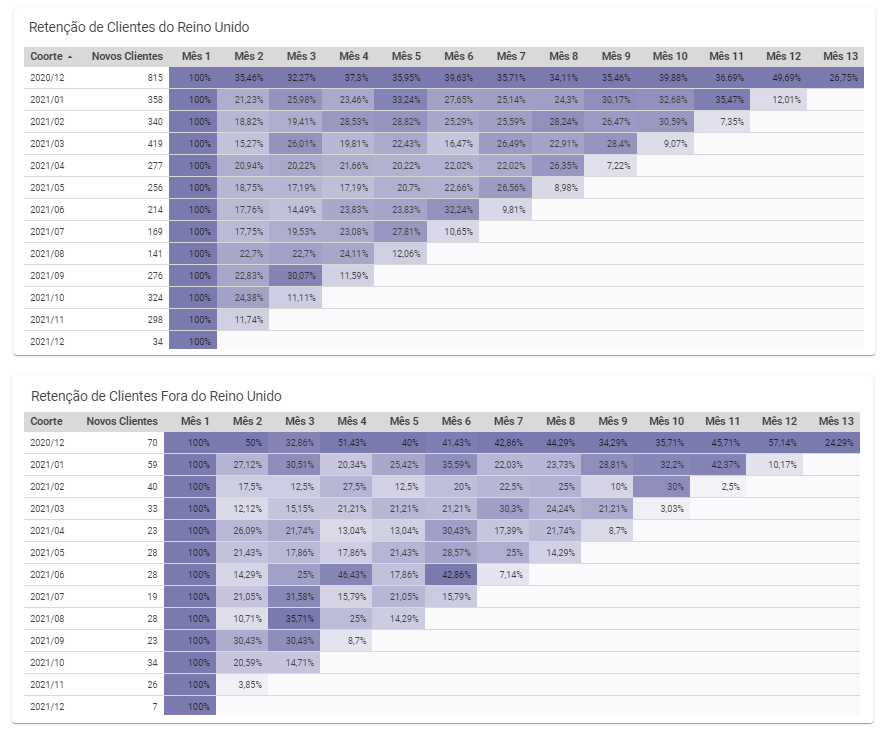 Retenção de Clientes do Reino Unido
Coorte Novos Clientes Mês 1 Mês 2 Mês 3 Mês 4 Mês 5 Mês 6 Mês 7 Mês 8 Mês 9 Mês 10 Mês 11 Mês 12 Mês 13
2020/12 815 100% 35,46% 32,27% 37,3% 35,95% 39,63% 35,71% 34,11% 35,46% 39,88% 36,69% 49,69% 26,75%
2021/01 358 100% 21,23% 25,98% 23,46% 33,24% 27,65% 25,14% 24,3% 30,17% 32,68% 35,47% 12,01%
2021/02 340 100% 18,82% 19,41% 28,53% 28,82% 25,29% 25,59% 28,24% 26,47% 30,59% 7,35%
2021/03 419 100% 15,27% 26,01% 19,81% 22,43% 16,47% 26,49% 22,91% 28,4% 9,07%
2021/04 277 100% 20,94% 20,22% 21,66% 20,22% 22,02% 22,02% 26,35% 7,22%
2021/05 256 100% 18,75% 17,19% 17,19% 20,7% 22,66% 26,56% 8,98%
2021/06 214 100% 17,76% 14,49% 23,83% 23,83% 32,24% 9,81%
2021/07 169 100% 17,75% 19,53% 23,08% 27,81% 10,65%
2021/08 141 100% 22,7% 22,7% 24,11% 12,06%
2021/09 276 100% 22,83% 30,07% 11,59%
2021/10 324 100% 24,38% 11,11%
2021/11 298 100% 11,74%
2021/12 34 100%
Retenção de Clientes Fora do Reino Unido
Coorte Novos Clientes Mês 1 Mês 2 Mês 3 Mês 4 Mês 5 Mês 6 Mês 7 Mês 8 Mês 9 Mês 10 Mês 11 Mês 12 Mês 13
2020/12 70 100% 50% 32,86% 51,43% 40% 41,43% 42,86% 44,29% 34,29% 35,71% 45,71% 57,14% 24,29%
2021/01 59 100% 27,12% 30,51% 20,34% 25,42% 35,59% 22,03% 23,73% 28,81% 32,2% 42,37% 10,17%
2021/02 40 100% 17,5% 12,5% 27,5% 12,5% 20% 22,5% 25% 10% 30% 2,5%
2021/03 33 100% 12,12% 15,15% 21,21% 21,21% 21,21% 30,3% 24,24% 21,21% 3,03%
2021/04 23 100% 26,09% 21,74% 13,04% 13,04% 30,43% 17,39% 21,74% 8,7%
2021/05 28 100% 21,43% 17,86% 17,86% 21,43% 28,57% 25% 14,29%
2021/06 28 100% 14,29% 25% 46,43% 17,86% 42,86% 7,14%
2021/07 19 100% 21,05% 31,58% 15,79% 21,05% 15,79%
2021/08 28 100% 10,71% 35,71% 25% 14,29%
2021/09 23 100% 30,43% 30,43% 8,7%
2021/10 34 100% 20,59% 14,71%
2021/11 26 100% 3,85%
2021/12 7 100%